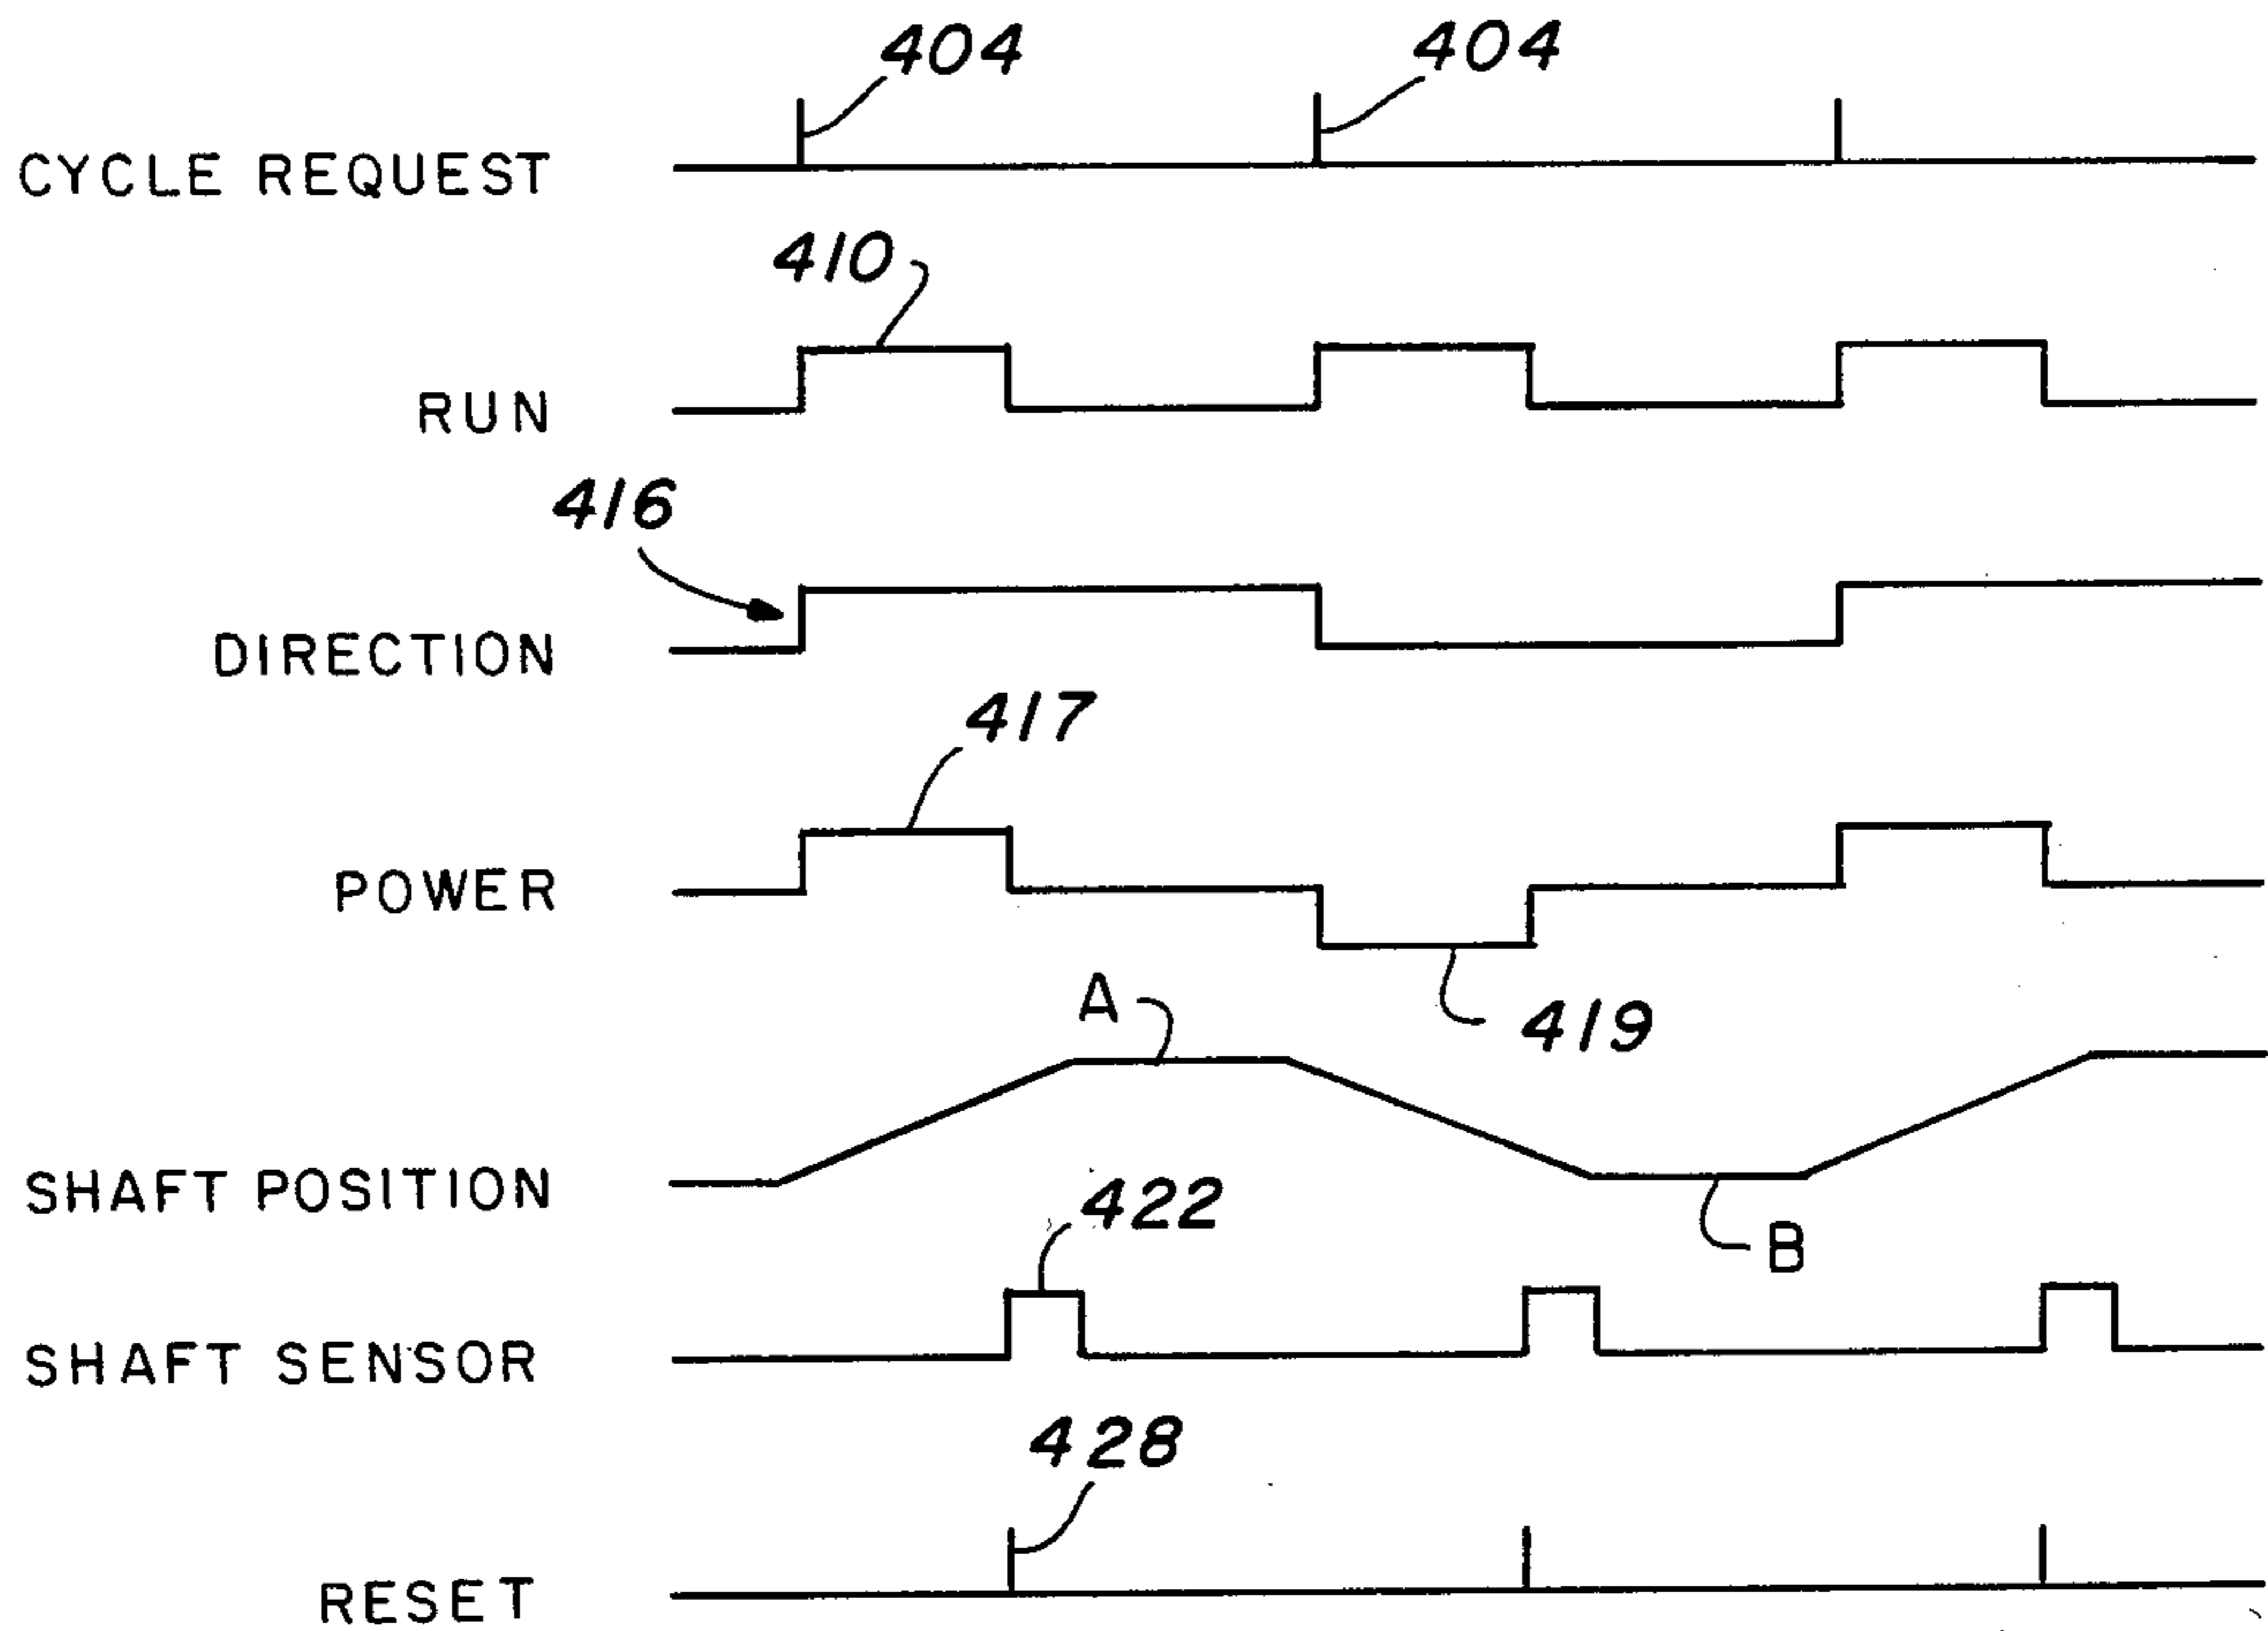 404 404
CYCLE REQUEST
410
RUN
416
DIRECTION
417
POWER
A
419
SHAFT POSITION
422
B
SHAFT SENSOR
428
RESET